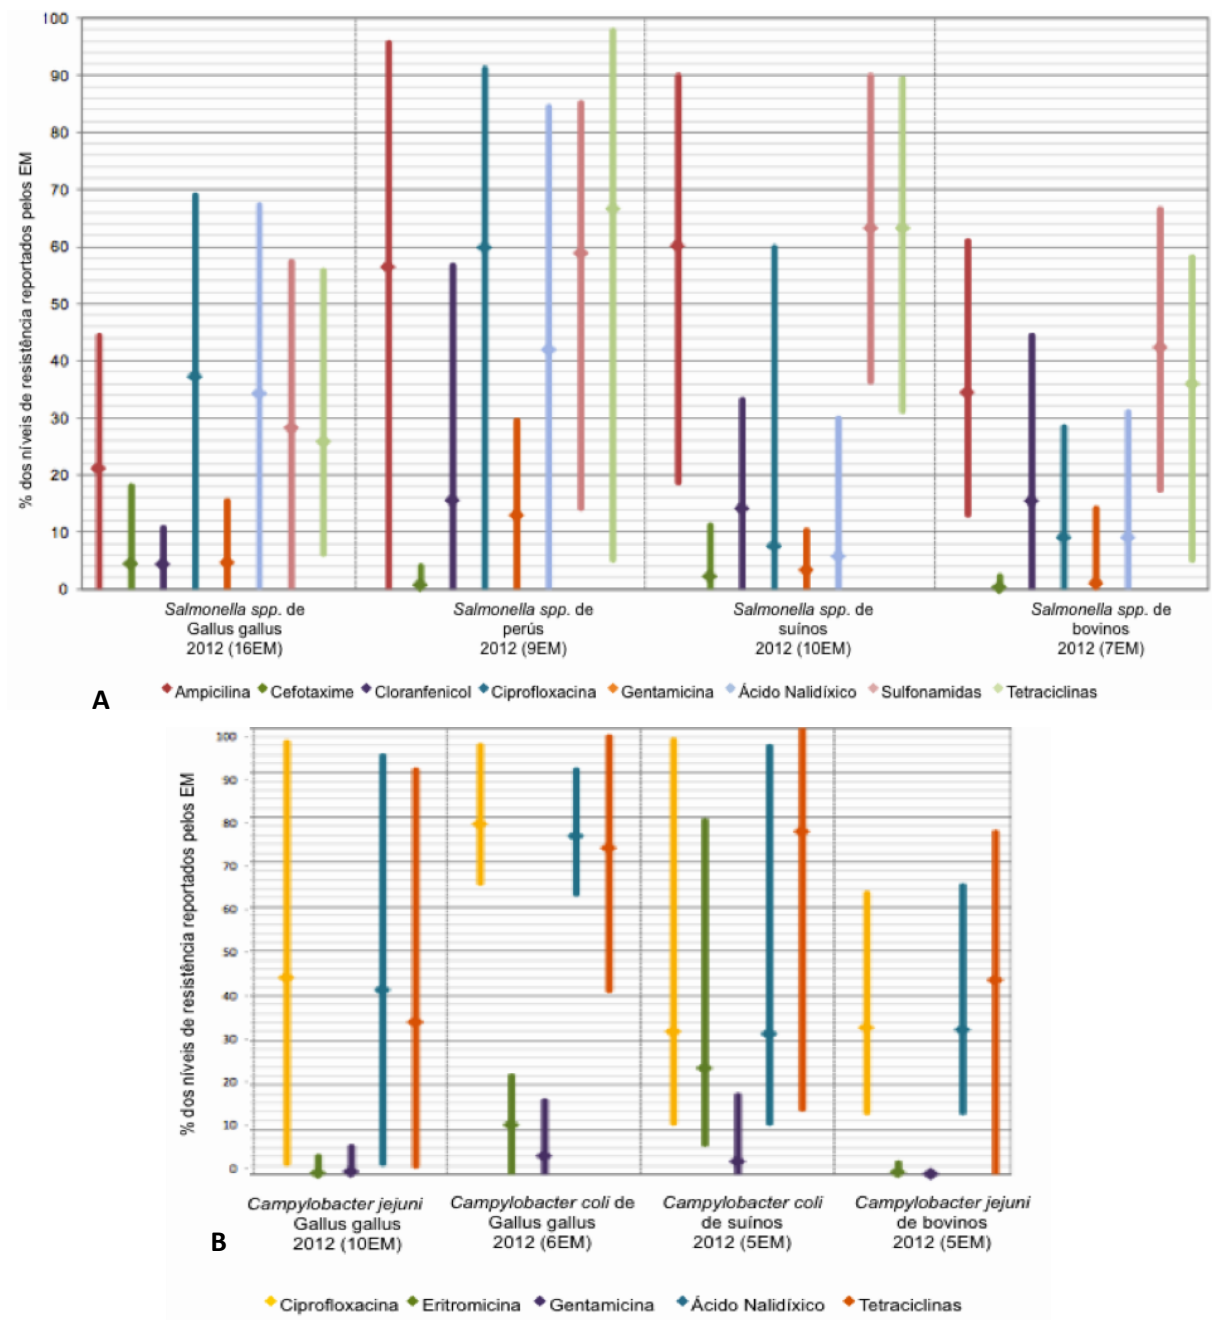 % dos níveis de resistência reportados pelos EM
100
90
80
70
60
50
40
30
20
10
0
Salmonella spp. de
Gallus gallus
2012 (16EM)
Salmonella spp. de
perús
2012 (9EM)
Salmonella spp. de
suínos
2012 (10EM)
Salmonella spp. de
bovinos
2012 (7EM)
Ampicilina Cefotaxime Cloranfenicol Ciprofloxacina Gentamicina Ácido Nalidíxico Sulfonamidas Tetraciclinas
A
% dos níveis de resistência reportados pelos EM
100
90
80
70
60
50
40
30
20
10
0
Campylobacter jejuni
Gallus gallus
2012 (10EM)
Campylobacter coli de
Gallus gallus
2012 (6EM)
Campylobacter coli
de suínos
2012 (5EM)
Campylobacter jejuni
de bovinos
2012 (5EM)
B
Ciprofloxacina Eritromicina Gentamicina Ácido Nalidíxico Tetraciclinas